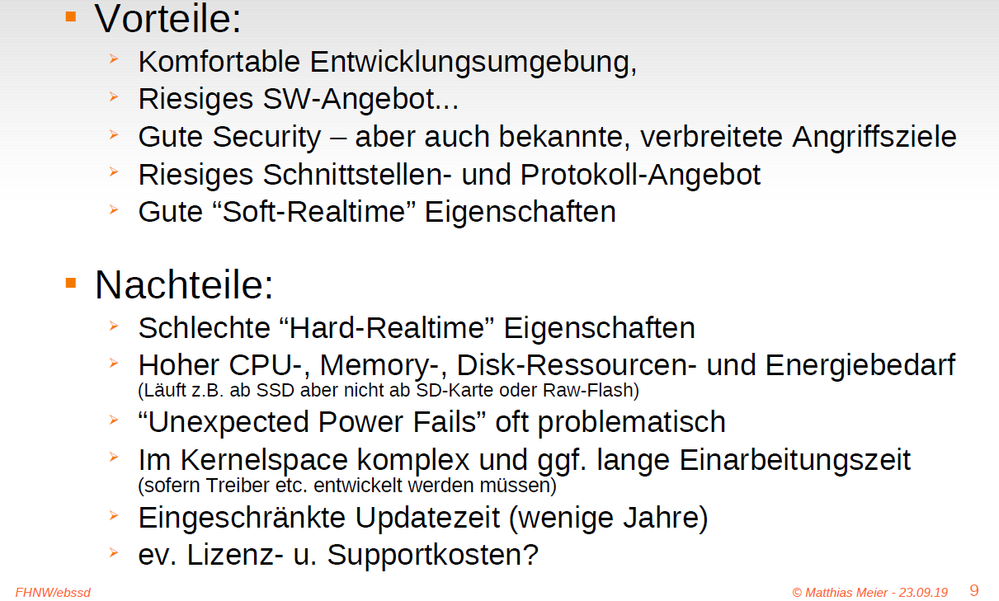 Vorteile:
Komfortable Entwicklungsumgebung,
Riesiges SW-Angebot...
Gute Security – aber auch bekannte, verbreitete Angriffsziele
Riesiges Schnittstellen- und Protokoll-Angebot
Gute “Soft-Realtime” Eigenschaften
Nachteile:
Schlechte “Hard-Realtime” Eigenschaften
Hoher CPU-, Memory-, Disk-Ressourcen- und Energiebedarf
(Läuft z.B. ab SSD aber nicht ab SD-Karte oder Raw-Flash)
“Unexpected Power Fails” oft problematisch
Im Kernelspace komplex und ggf. lange Einarbeitungszeit
(sofern Treiber etc. entwickelt werden müssen)
Eingeschränkte Updatezeit (wenige Jahre)
ev. Lizenz- u. Supportkosten?
FHNW/ebssd © Matthias Meier - 23.09.19 9